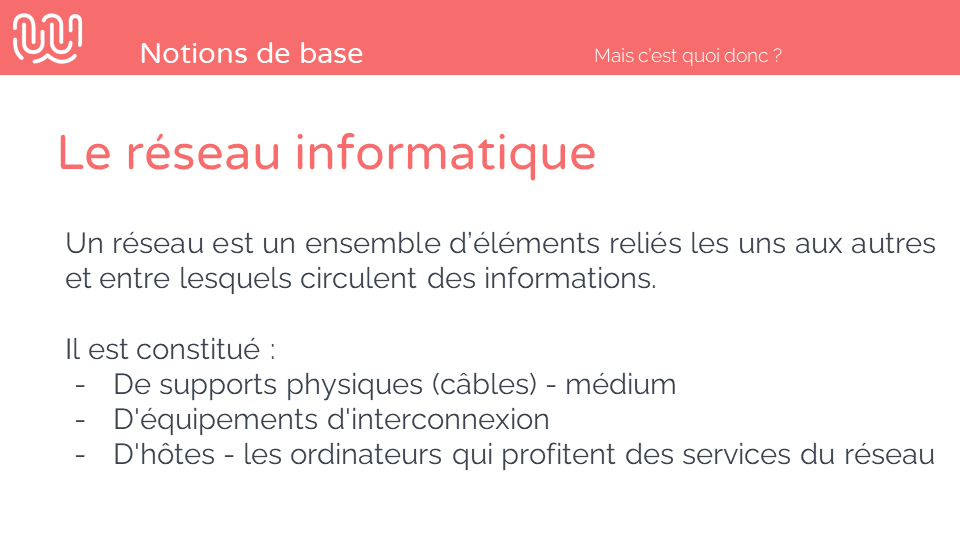 Notions de base
Mais c'est quoi donc ?
Le réseau informatique
Un réseau est un ensemble d’éléments reliés les uns aux autres
et entre lesquels circulent des informations.
Il est constitué :
- De supports physiques (câbles) - médium
- D'équipements d'interconnexion
- D'hôtes - les ordinateurs qui profitent des services du réseau